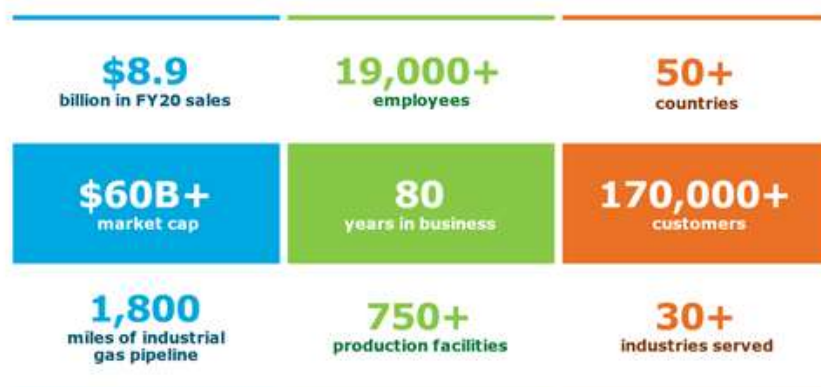 $8.9
billion in FY20 sales
19,000+
employees
50+
countries
$60B+
market cap
80
years in business
170,000+
customers
1,800
miles of industrial
gas pipeline
750+
production facilities
30+
industries served